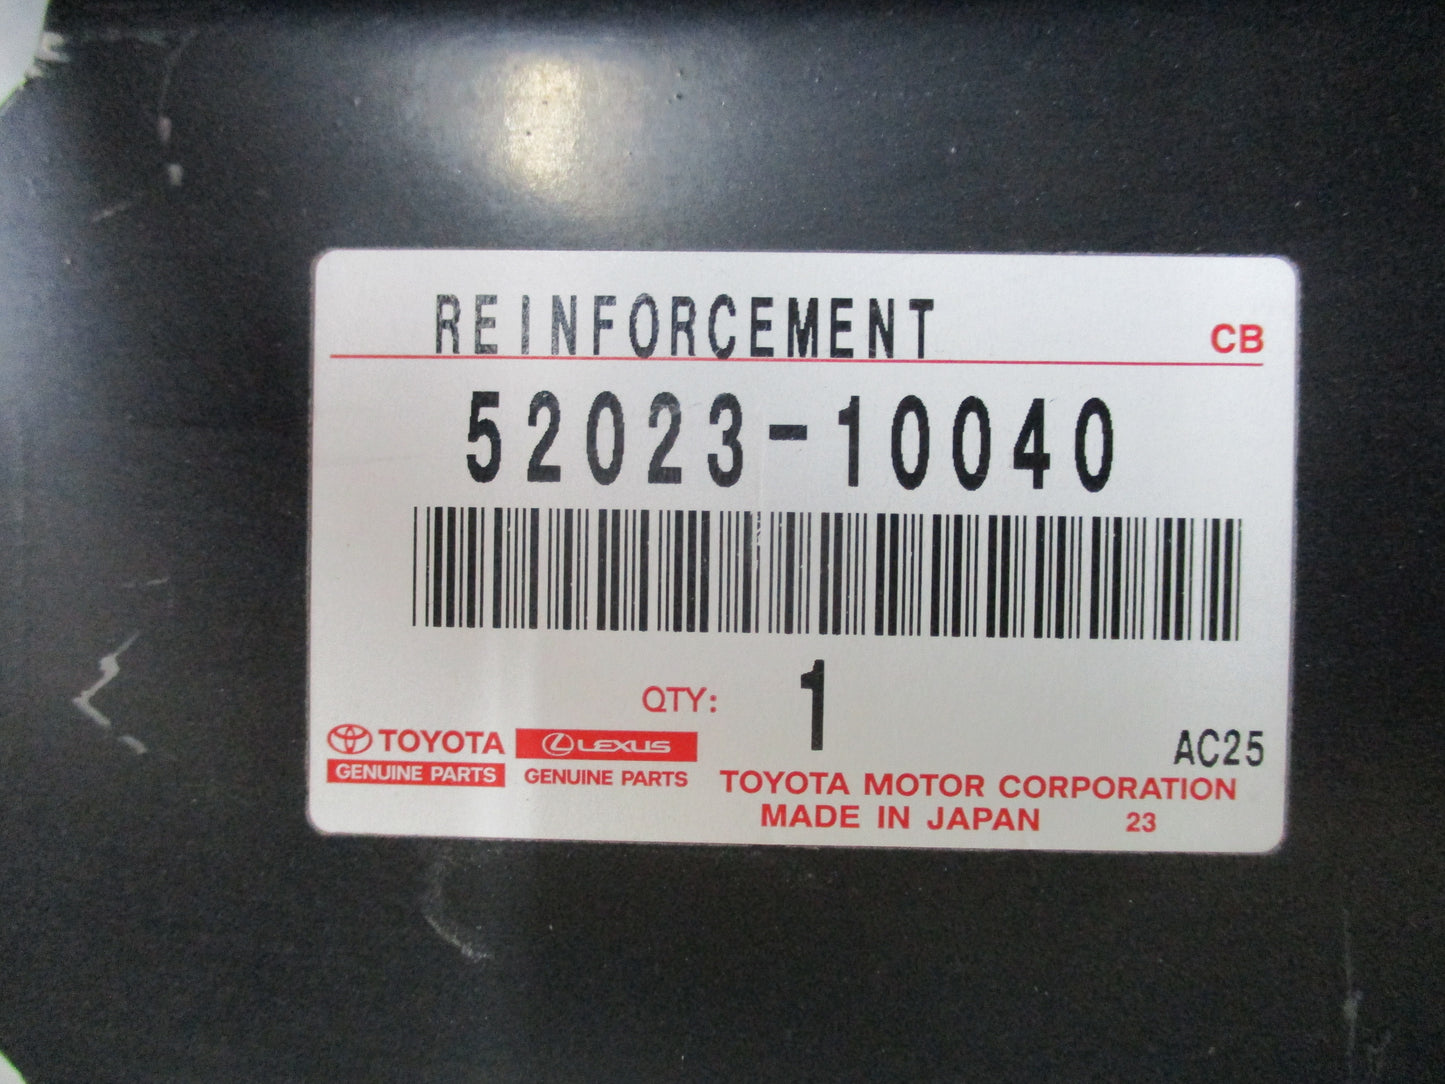 REINFORCEMENT CB
52023-10040
QTY: 1
AC25
TOYOTA LEXUS
GENUINE PARTS GENUINE PARTS
TOYOTA MOTOR CORPORATION
MADE IN JAPAN 23